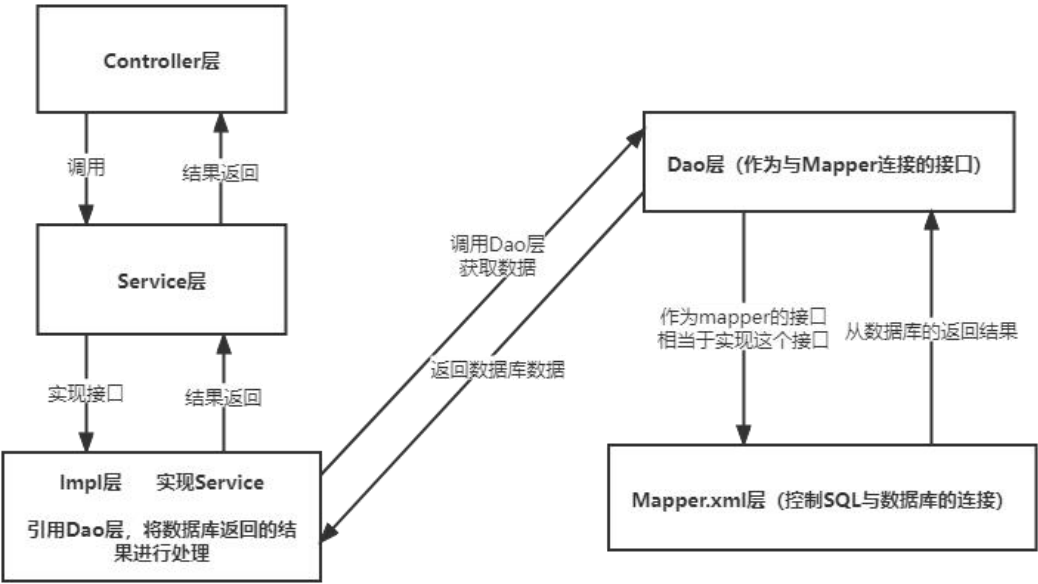 Controller层
调用
结果返回
Service层
实现接口
结果返回
Impl层 实现Service
引用Dao层，将数据库返回的结
果进行处理
调用Dao层
获取数据
返回数据库数据
Dao层（作为与Mapper连接的接口）
作为mapper的接口
相当于实现这个接口
从数据库的返回结果
Mapper.xml层（控制SQL与数据库的连接）